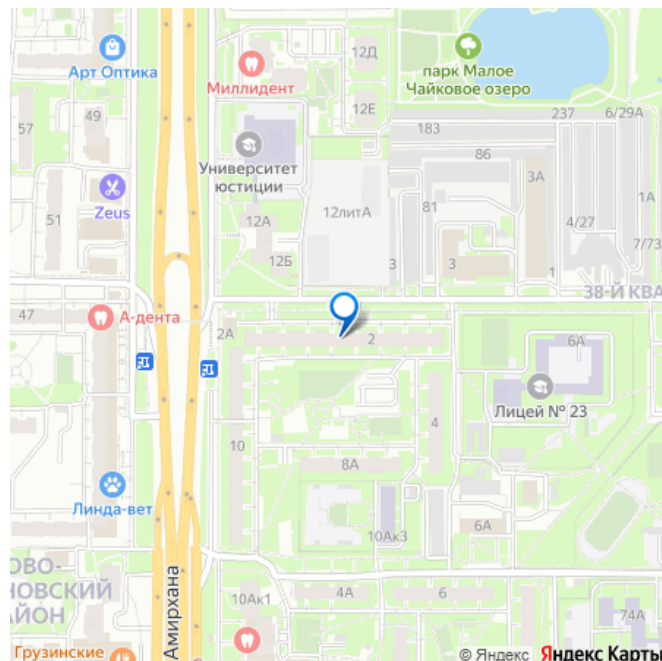 12Д
Арт Оптика
Миллидент
парк Малое
Чайковое озеро
12Е
237
6/29А
57
49
183
Университет
юстиции
86
3А
Zeus
51
12А
12литА
81
4/27
1А
12Б
3
3
1
7/73
38-Й КВА
47
А-дента
2А
2
6А
Лицей № 23
4
10
8А
Линда-вет
10Ак3
6А
ОВО-
НОВСКИЙ
АЙОН
Амирхана
10Ак1
4А
6
74А
Грузинские
© Яндекс Яндекс Карты